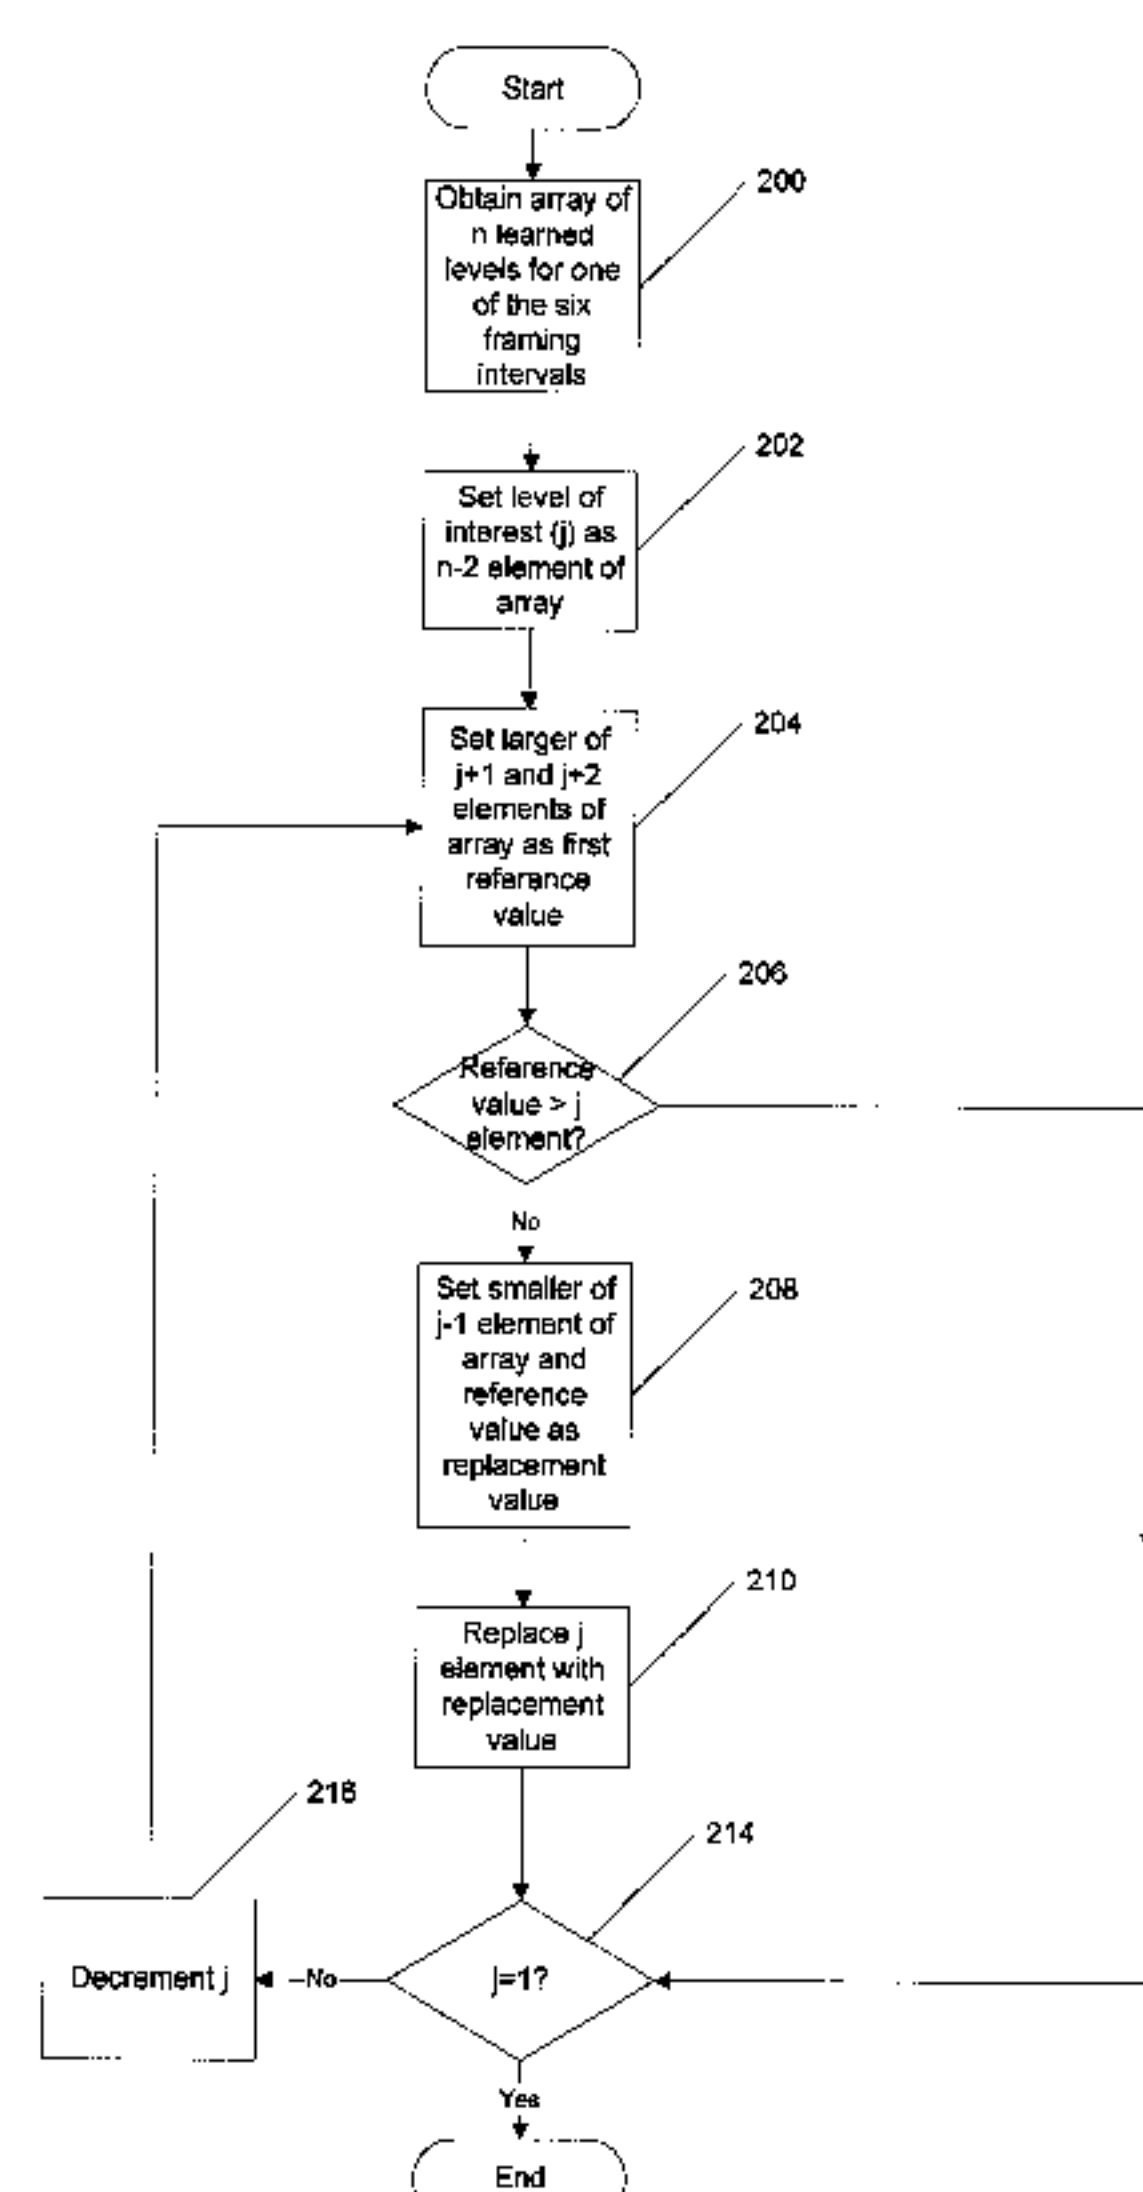 Start
200
Obtain array of
n learned
levels for one
of the six
framing
intervals
202
Set level of
interest (j) as
n-2 element of
array
204
Set larger of
j+1 and j+2
elements of
array as first
reference
value
206
Reference
value > j
element?
No
208
Set smaller of
j-1 element of
array and
reference
value as
replacement
value
210
Replace j
element with
replacement
value
216
214
Decrement j
No
j=1?
Yes
End